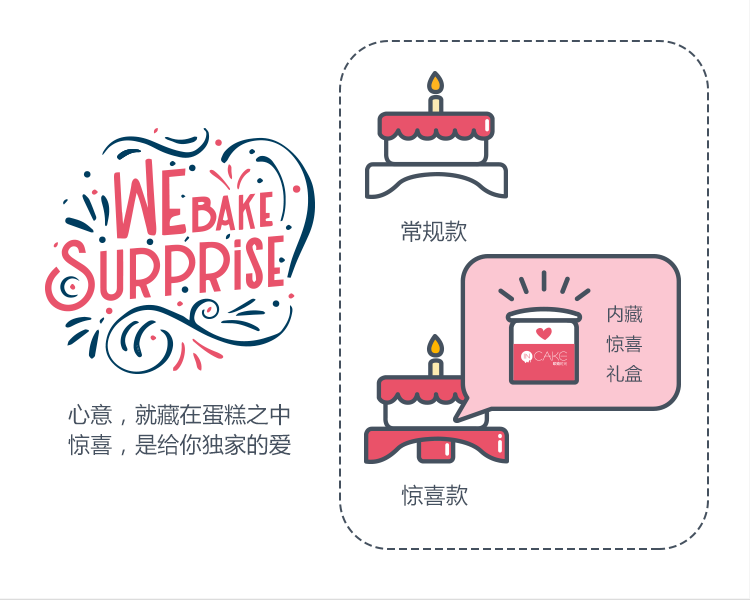 WE BAKE
SURPRISE
心意，就藏在蛋糕之中
惊喜，是给你独家的爱
常规款
内藏
惊喜
礼盒
IN CAKE
惊喜款